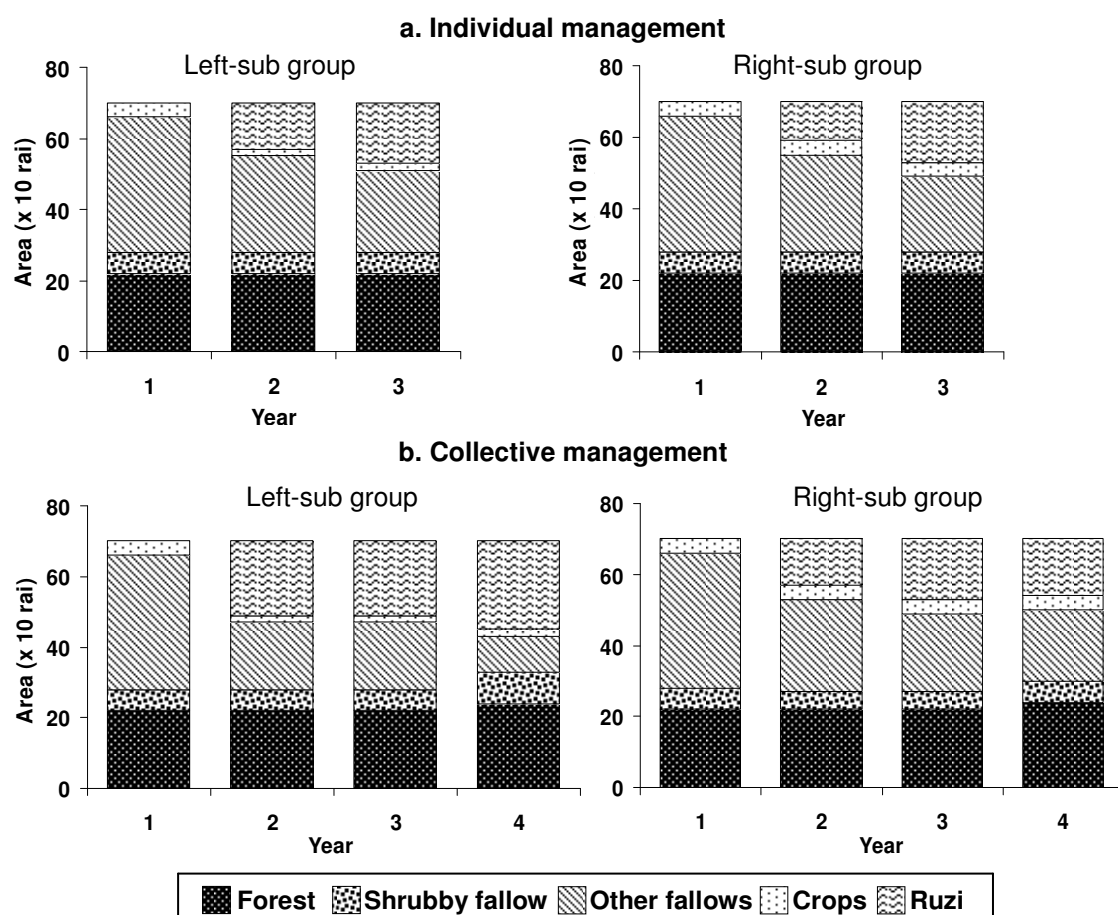 a. Individual management
Left-sub group
Area (x 10 rai)
80
60
40
20
0
1 2 3
Year
Right-sub group
Area (x 10 rai)
80
60
40
20
0
1 2 3
Year
b. Collective management
Left-sub group
Area (x 10 rai)
80
60
40
20
0
1 2 3 4
Year
Right-sub group
80
60
40
20
0
1 2 3 4
Year
Forest Shrubby fallow Other fallows Crops Ruzi